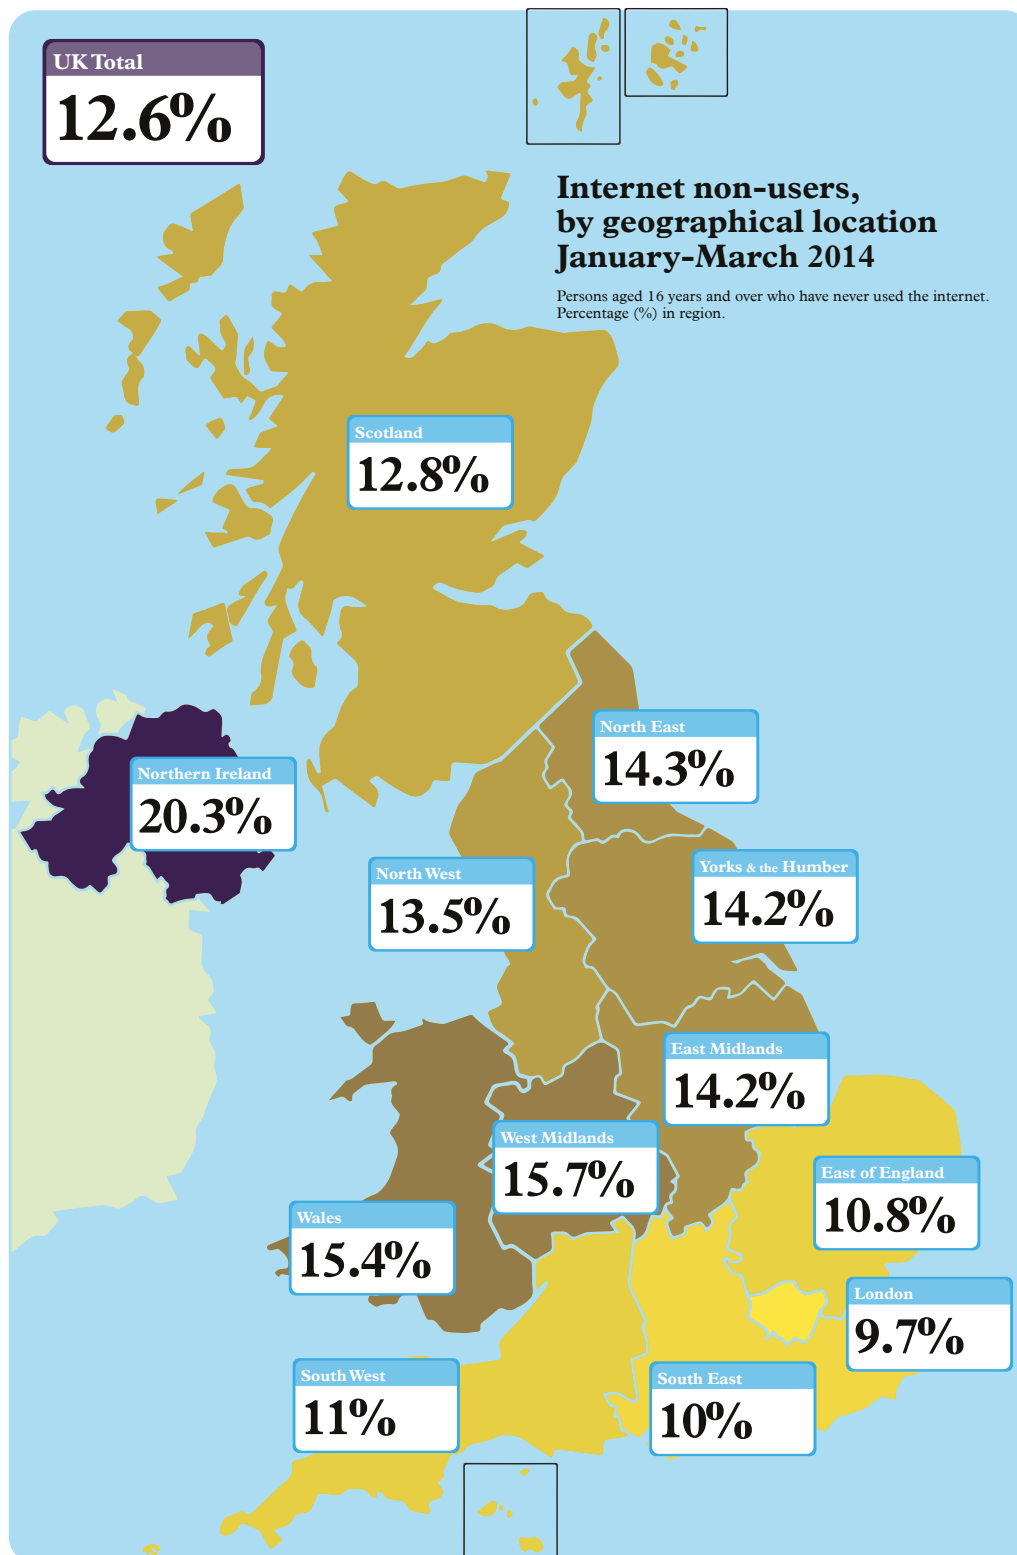 UK Total
12.6%
Internet non-users,
by geographical location
January-March 2014
Persons aged 16 years and over who have never used the internet.
Percentage (%) in region.
Scotland
12.8%
North East
14.3%
Northern Ireland
20.3%
North West
13.5%
Yorks & the Humber
14.2%
East Midlands
14.2%
West Midlands
15.7%
East of England
10.8%
Wales
15.4%
London
9.7%
South West
11%
South East
10%